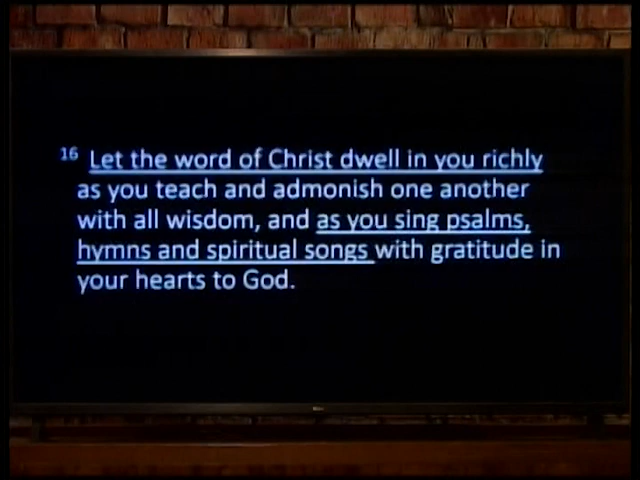 16 Let the word of Christ dwell in you richly
as you teach and admonish one another
with all wisdom, and as you sing psalms,
hymns and spiritual songs with gratitude in
your hearts to God.